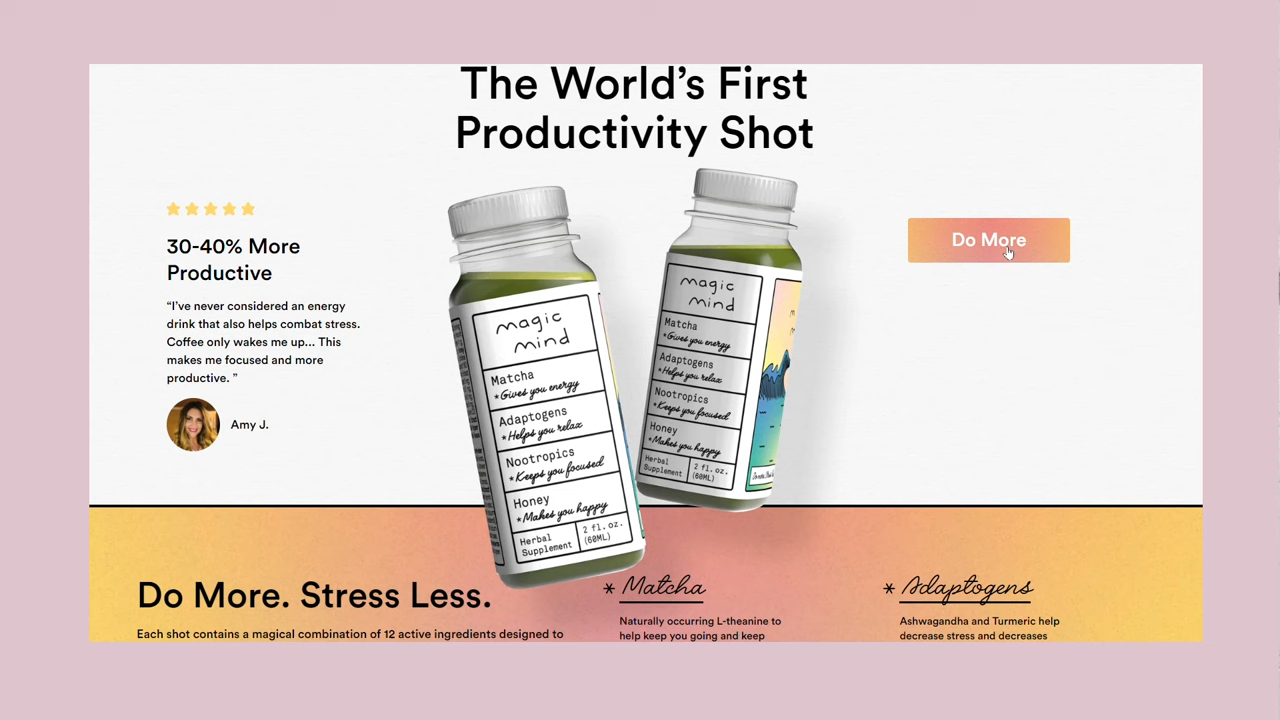 The World's First
Productivity Shot
30-40% More
Productive
“I've never considered an energy
drink that also helps combat stress.
Coffee only wakes me up... This
makes me focused and more
productive. ”
Amy J.
Do More
magic
mind
Matcha
*Gives you energy
Adaptogens
*Helps you relax
Nootropics
*Keeps you focused
Honey
*Makes you happy
Herbal
Supplement
2 fl. oz.
(60ML)
magic
mind
Matcha
*Gives you energy
Adaptogens
*Helps you relax
Nootropics
*Keeps you focused
Honey
*Makes you happy
Herbal
Supplement
2 fl. oz.
(60ML)
Do More. Stress Less.
Each shot contains a magical combination of 12 active ingredients designed to
* Matcha
Naturally occurring L-theanine to
help keep you going and keep
* Adaptogens
Ashwagandha and Turmeric help
decrease stress and decreases